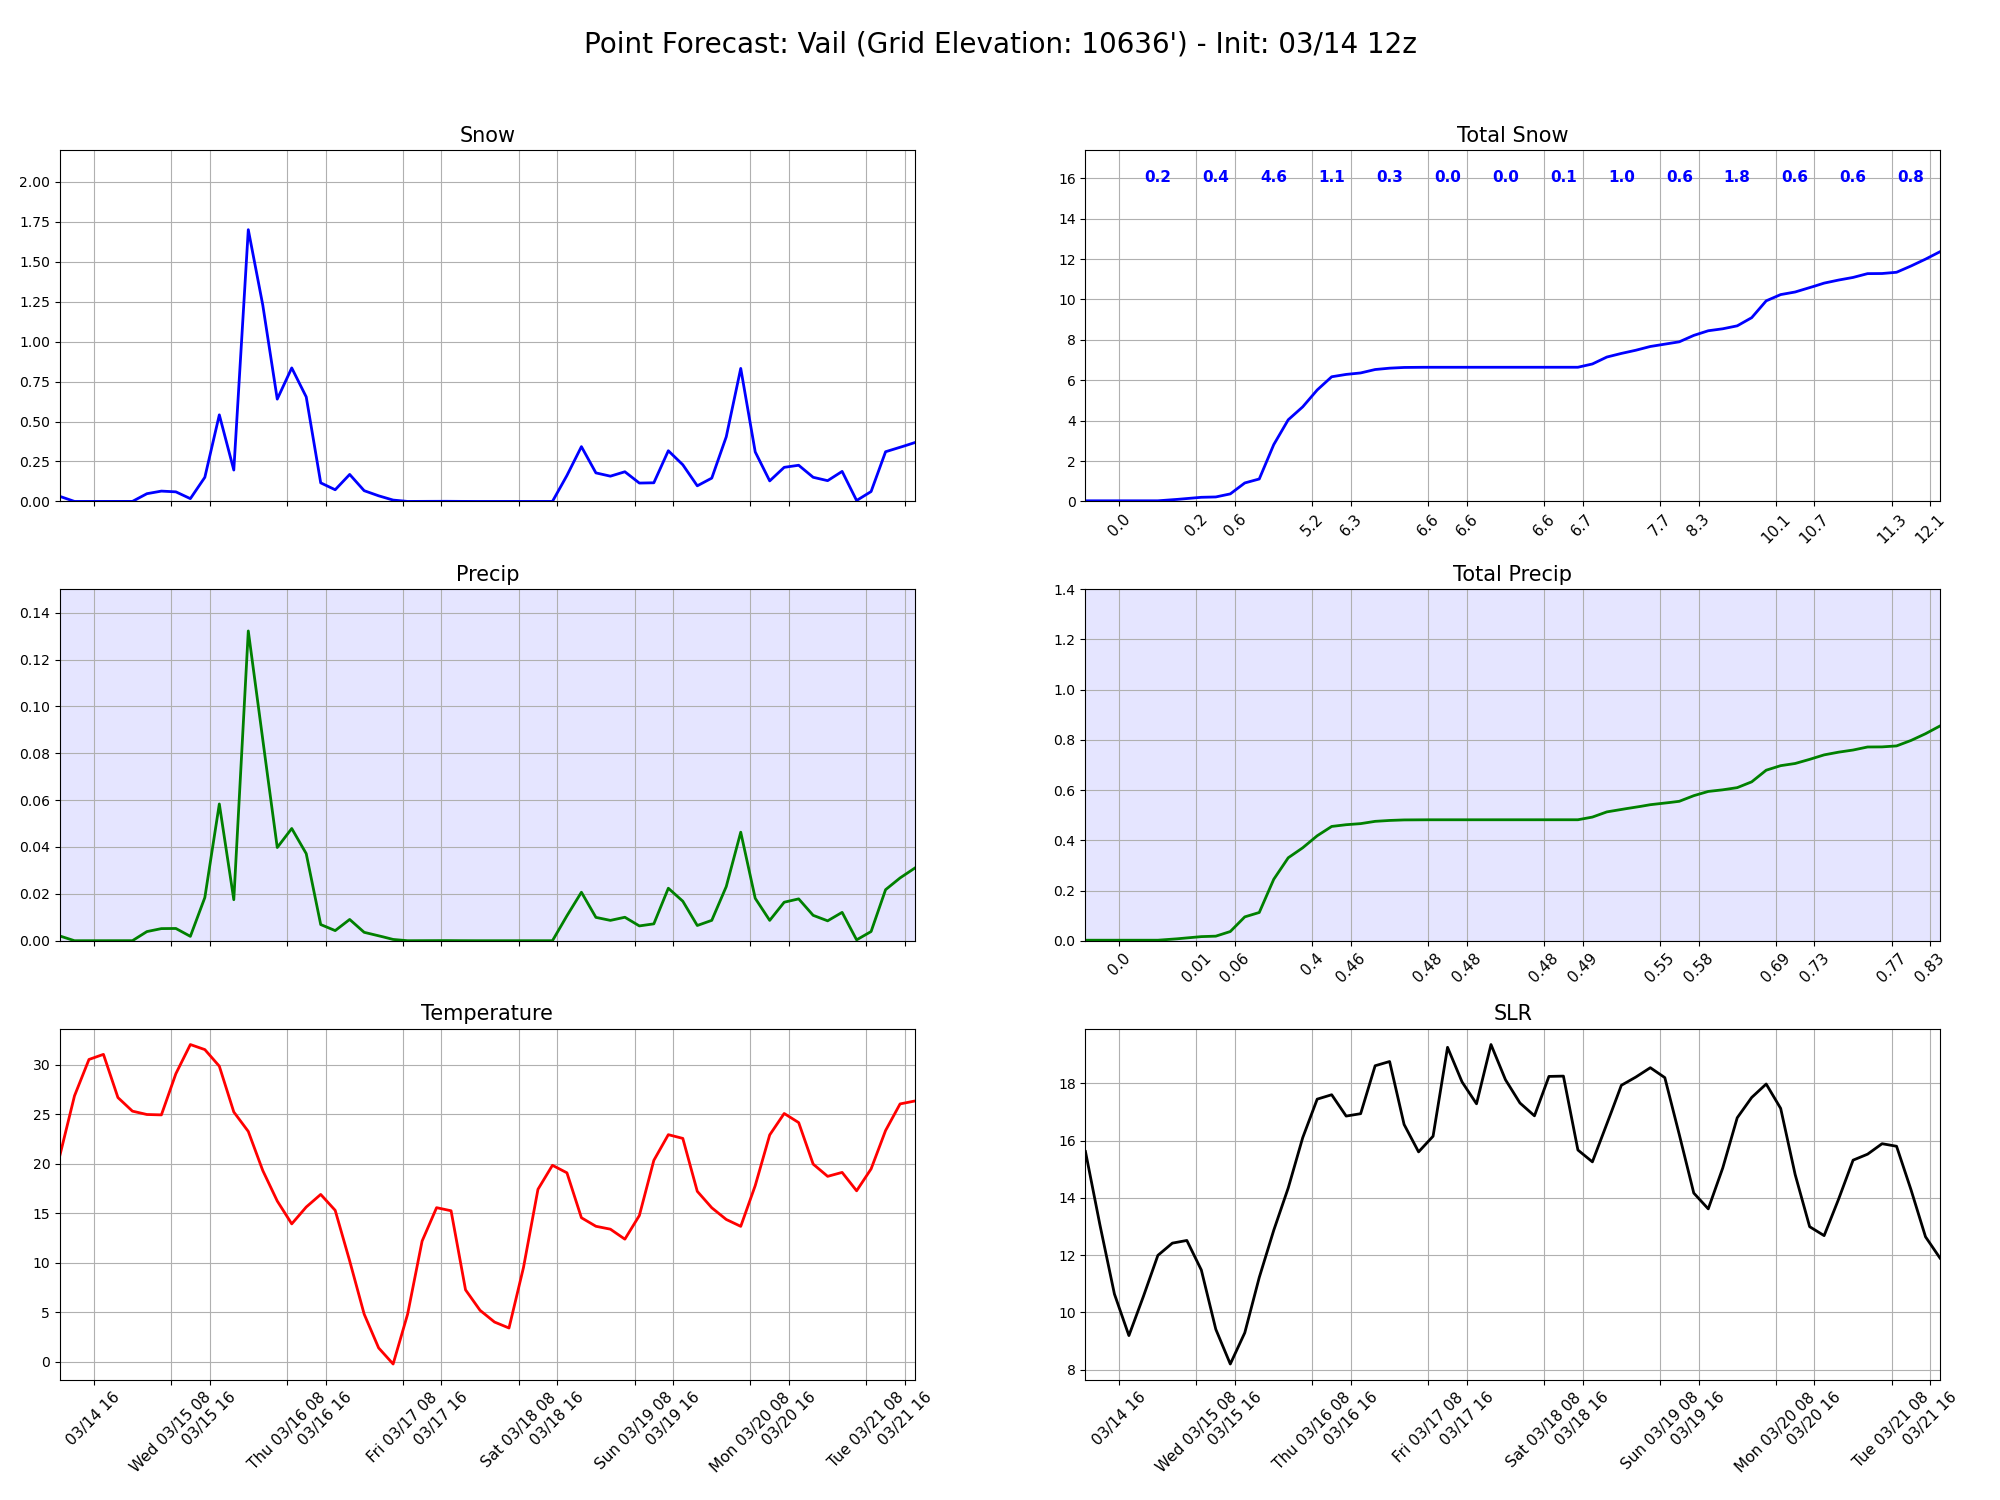 Point Forecast: Vail (Grid Elevation: 10636') - Init: 03/14 12z
Snow
2.00
1.75
1.50
1.25
1.00
0.75
0.50
0.25
0.00
Total Snow
0.2 0.4 4.6 1.1 0.3 0.0 0.0 0.1 1.0 0.6 1.8 0.6 0.6 0.8
16
14
12
10
8
6
4
2
0
0.0 0.2 0.6 5.2 6.3 6.6 6.6 6.6 6.7 7.7 8.3 10.1 10.7 11.3 12.1
Precip
0.14
0.12
0.10
0.08
0.06
0.04
0.02
0.00
Total Precip
1.4
1.2
1.0
0.8
0.6
0.4
0.2
0.0
0.0 0.01 0.06 0.4 0.46 0.48 0.48 0.48 0.49 0.55 0.58 0.69 0.73 0.77 0.83
Temperature
30
25
20
15
10
5
0
03/14 16
Wed 03/15 08
03/15 16
Thu 03/16 08
03/16 16
Fri 03/17 08
03/17 16
Sat 03/18 08
03/18 16
Sun 03/19 08
03/19 16
Mon 03/20 08
03/20 16
Tue 03/21 08
03/21 16
SLR
18
16
14
12
10
8
03/14 16
Wed 03/15 08
03/15 16
Thu 03/16 08
03/16 16
Fri 03/17 08
03/17 16
Sat 03/18 08
03/18 16
Sun 03/19 08
03/19 16
Mon 03/20 08
03/20 16
Tue 03/21 08
03/21 16